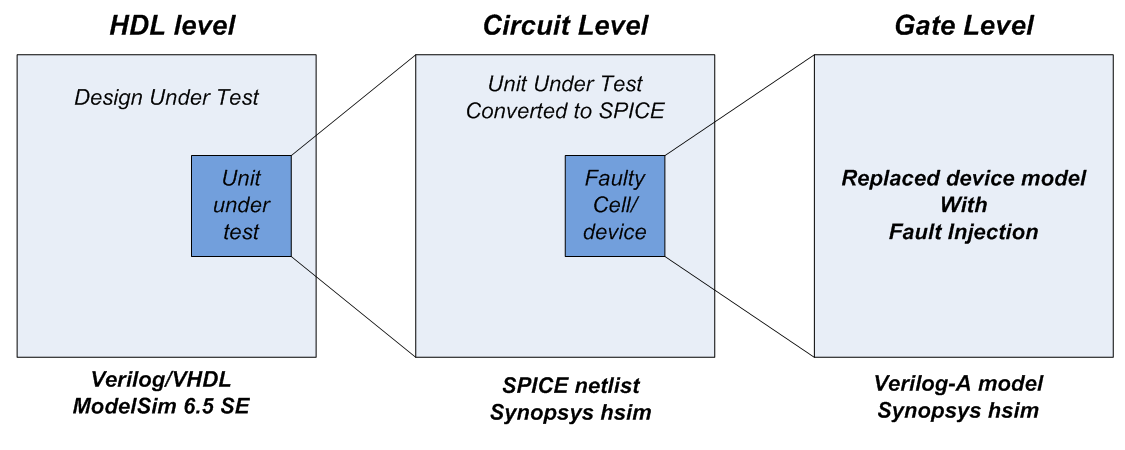 HDL level
Design Under Test
Unit
under
test
Verilog/VHDL
ModelSim 6.5 SE
Circuit Level
Unit Under Test
Converted to SPICE
Faulty
Cell/
device
SPICE netlist
Synopsys hsim
Gate Level
Replaced device model
With
Fault Injection
Verilog-A model
Synopsys hsim